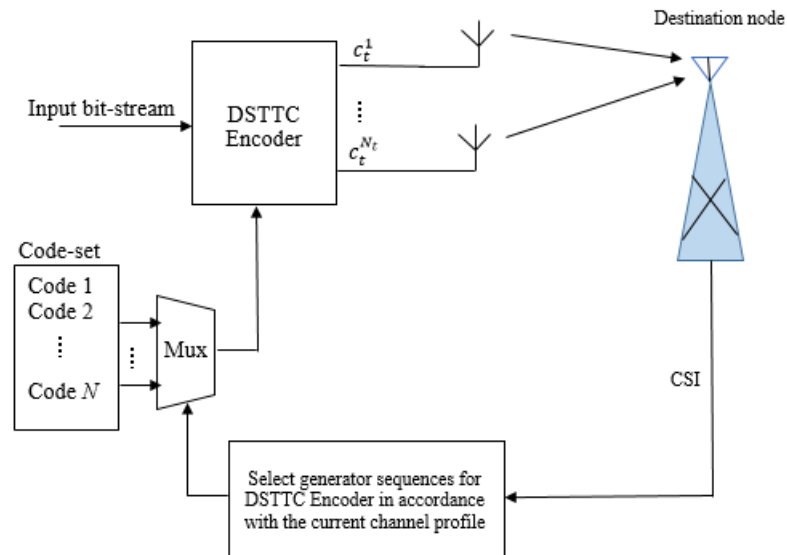 Destination node
c_t^1
Input bit-stream
DSTTC
Encoder
c_t^{N_t}
Code-set
Code 1
Code 2
Mux
Code N
CSI
Select generator sequences for
DSTTC Encoder in accordance
with the current channel profile